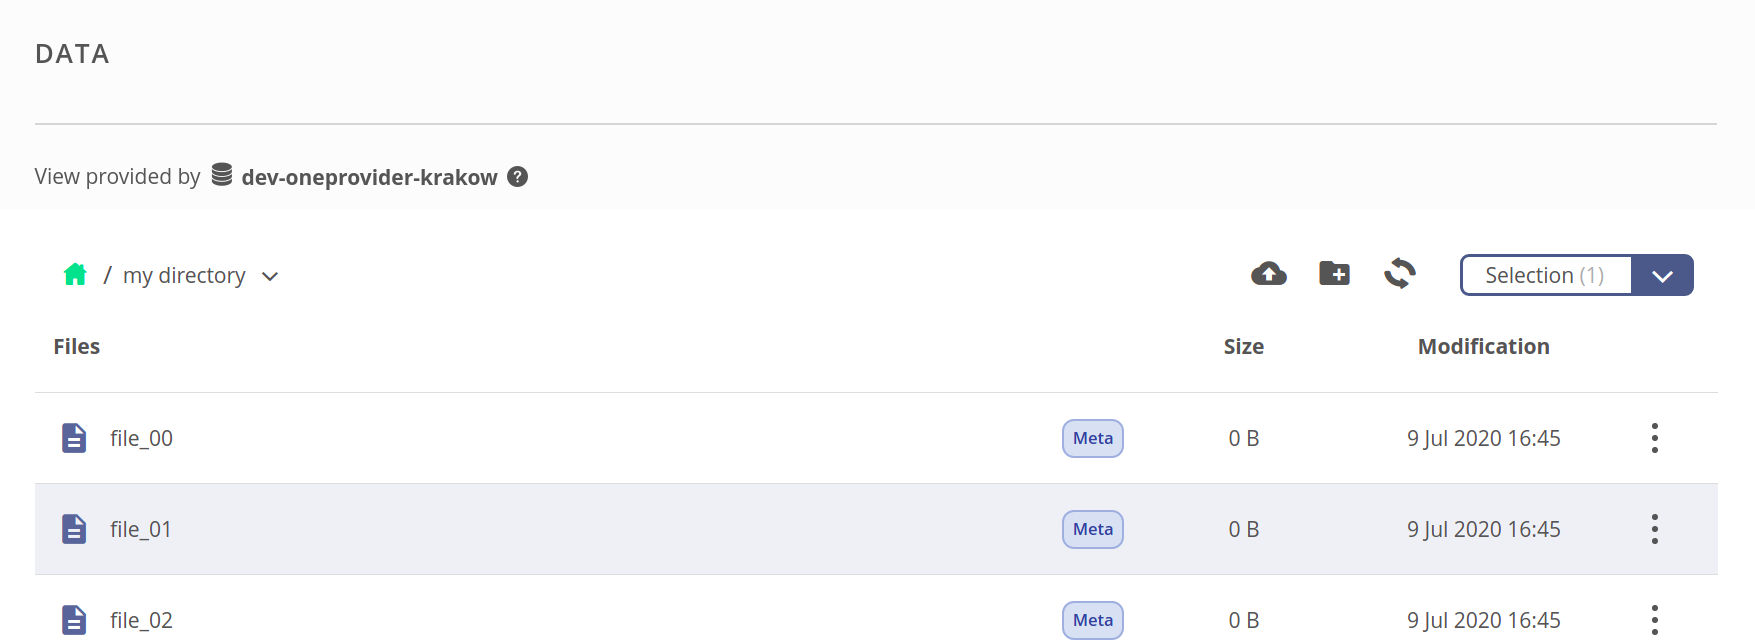 DATA
View provided by dev-oneprovider-krakow ?
/ my directory
Selection (1)
Files Size Modification
file_00 Meta 0 B 9 Jul 2020 16:45
file_01 Meta 0 B 9 Jul 2020 16:45
file_02 Meta 0 B 9 Jul 2020 16:45